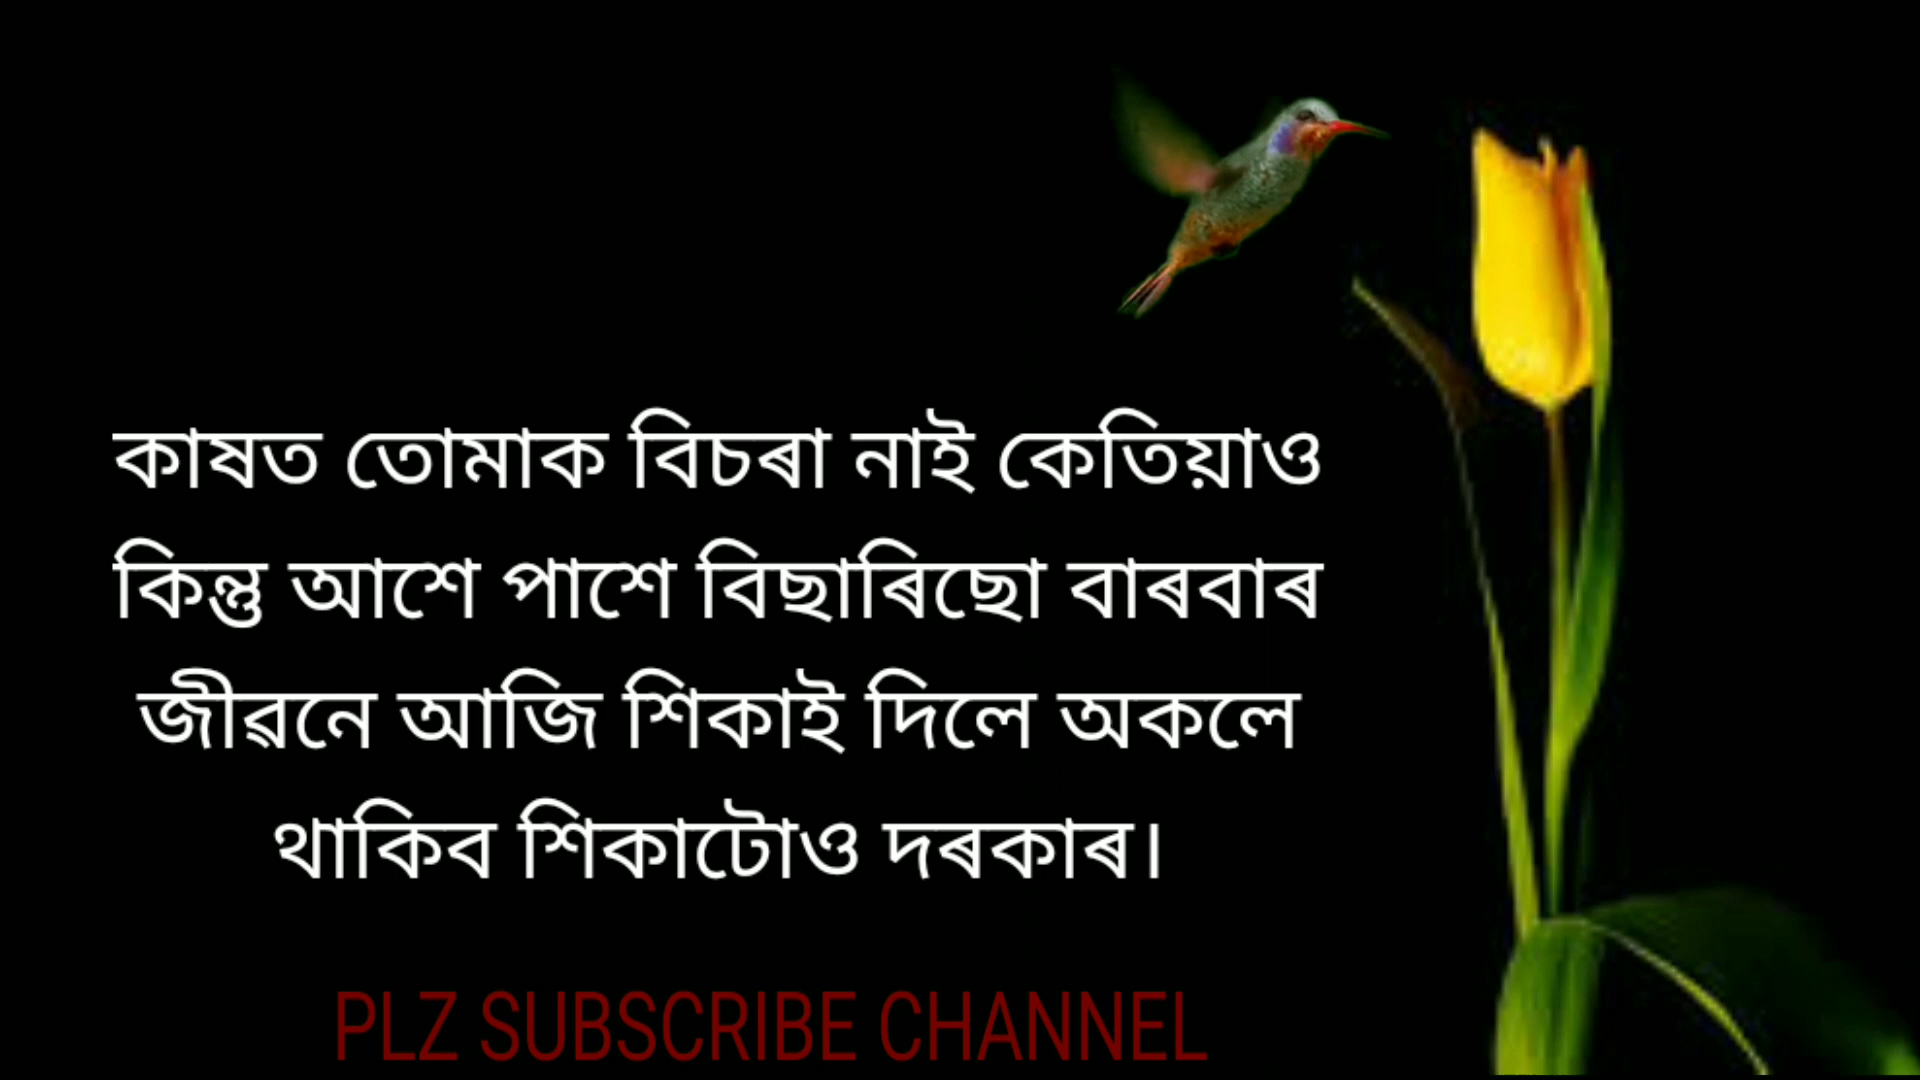 কাষত তোমাক বিচৰা নাই কেতিয়াও
কিন্তু আশে পাশে বিছাৰিছো বাৰবাৰ
জীৱনে আজি শিকাই দিলে অকলে
থাকিব শিকাটোও দৰকাৰ।
PLZ SUBSCRIBE CHANNEL